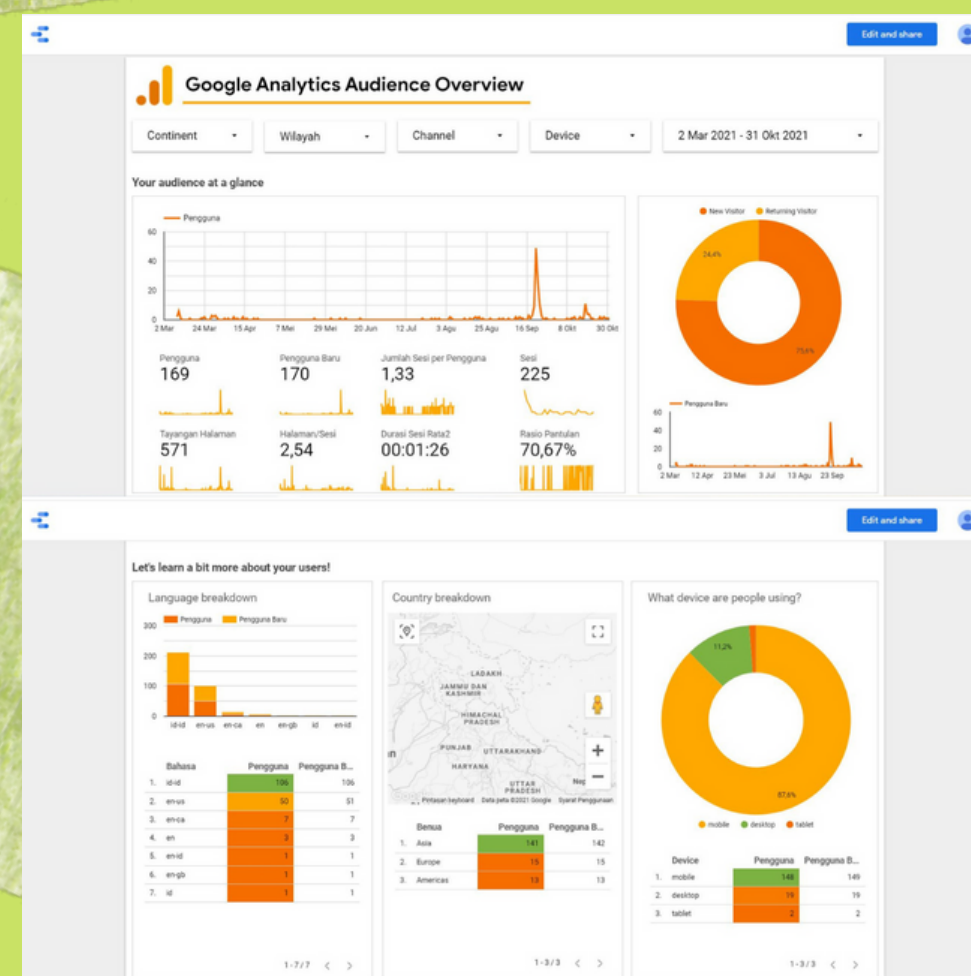 Edit and share
Google Analytics Audience Overview
Continent
Wilayah
Channel
Device
2 Mar 2021 - 31 Okt 2021
Your audience at a glance
Pengguna
60
40
20
0
2 Mar 24 Mar 15 Apr 7 Mei 29 Mei 20 Jun 12 Jul 3 Agu 25 Agu 16 Sep 8 Okt 30 Okt
Pengguna
169
Pengguna Baru
170
Jumlah Sesi per Pengguna
1,33
Sesi
225
Tayangan Halaman
571
Halaman/Sesi
2,54
Durasi Sesi Rata2
00:01:26
Rasio Pantulan
70,67%
New Visitor Returning Visitor
24,4%
75,6%
Pengguna Baru
60
40
20
0
2 Mar 12 Apr 23 Mei 3 Jul 13 Agu 23 Sep
Edit and share
Let's learn a bit more about your users!
Language breakdown
Pengguna Pengguna Baru
300
200
100
0
id-id en-us en-ca en en-gb id en-id
Bahasa Pengguna Pengguna B...
1. id-id 106 106
2. en-us 50 51
3. en-ca 7 7
4. en 3 3
5. en-id 1 1
6. en-gb 1 1
7. id 1 1
1-7/7
Country breakdown
LADAKH
JAMMU DAN
KASHMIR
HIMACHAL
PRADESH
PUNJAB UTTARAKHAND
HARYANA
UTTAR
PRADESH
Nep
Pintasan keyboard Data peta ©2021 Google Syarat Penggunaan
Benua Pengguna Pengguna B...
1. Asia 141 142
2. Europe 15 15
3. Americas 13 13
1-3/3
What device are people using?
11,2%
87,6%
mobile desktop tablet
Device Pengguna Pengguna B...
1. mobile 148 149
2. desktop 19 19
3. tablet 2 2
1-3/3